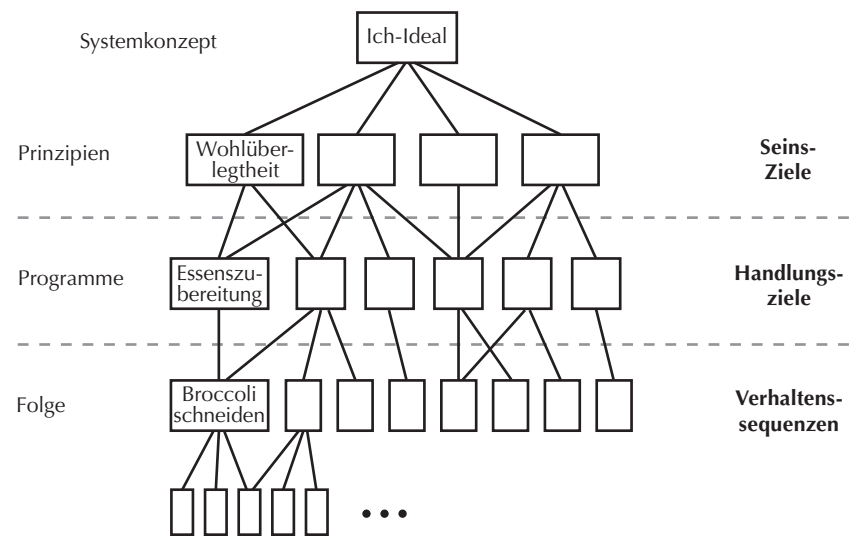 Systemkonzept
Ich-Ideal
Prinzipien
Wohlüber-
legtheit
Seins-
Ziele
Programme
Essenszu-
bereitung
Handlungs-
ziele
Folge
Broccoli
schneiden
Verhaltens-
sequenzen